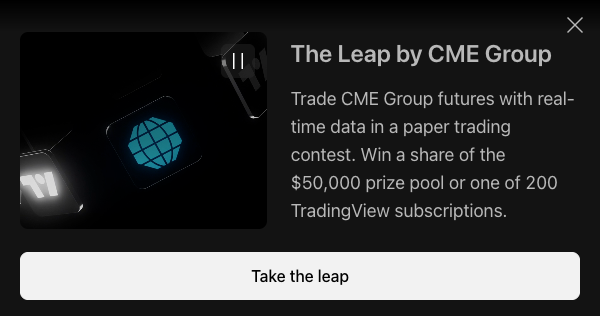 The Leap by CME Group
Trade CME Group futures with real-
time data in a paper trading
contest. Win a share of the
$50,000 prize pool or one of 200
TradingView subscriptions.
Take the leap